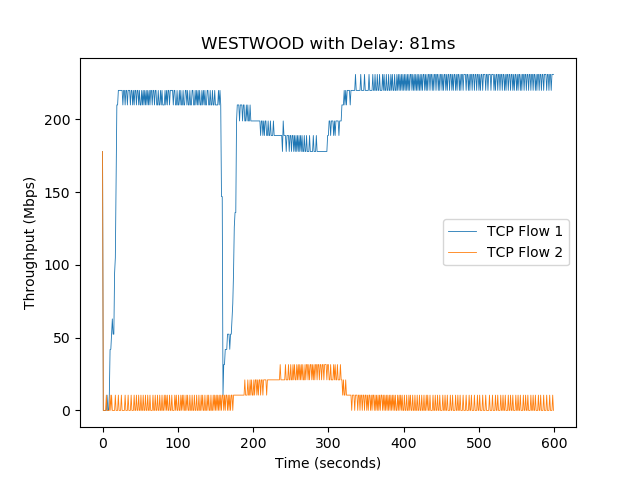 WESTWOOD with Delay: 81ms
Throughput (Mbps)
200
150
100
50
0
TCP Flow 1
TCP Flow 2
0 100 200 300 400 500 600
Time (seconds)